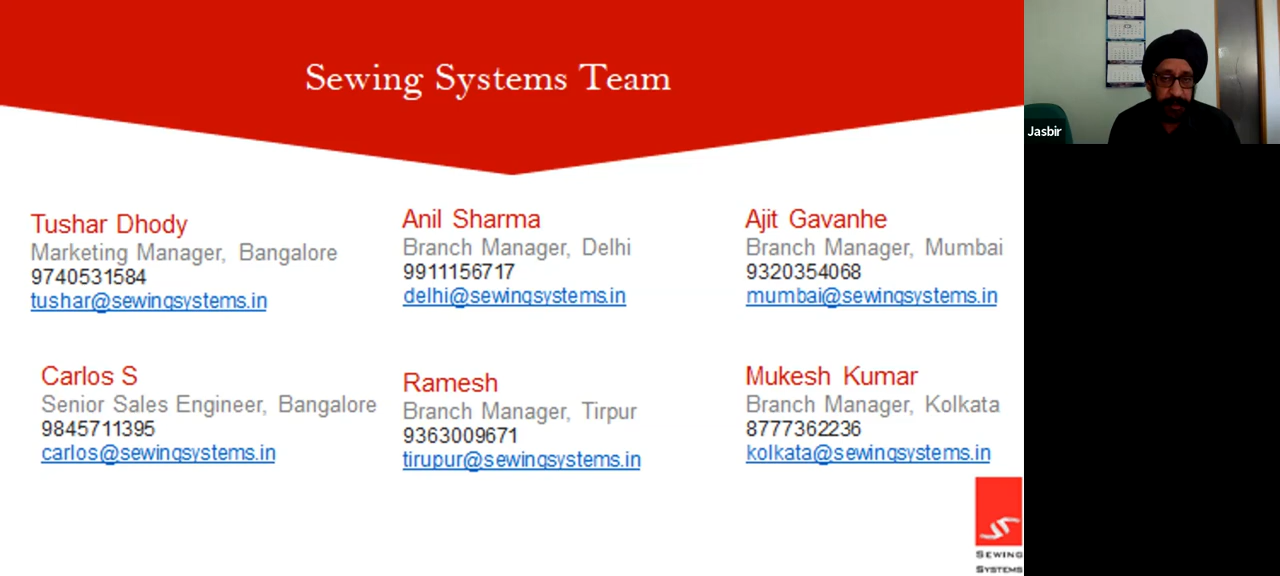 Sewing Systems Team
Jasbir
Tushar Dhody
Marketing Manager, Bangalore
9740531584
tushar@sewingsystems.in
Anil Sharma
Branch Manager, Delhi
9911156717
delhi@sewingsystems.in
Ajit Gavanhe
Branch Manager, Mumbai
9320354068
mumbai@sewingsystems.in
Carlos S
Senior Sales Engineer, Bangalore
9845711395
carlos@sewingsystems.in
Ramesh
Branch Manager, Tirpur
9363009671
tirupur@sewingsystems.in
Mukesh Kumar
Branch Manager, Kolkata
8777362236
kolkata@sewingsystems.in
SEWING
SYSTEMS